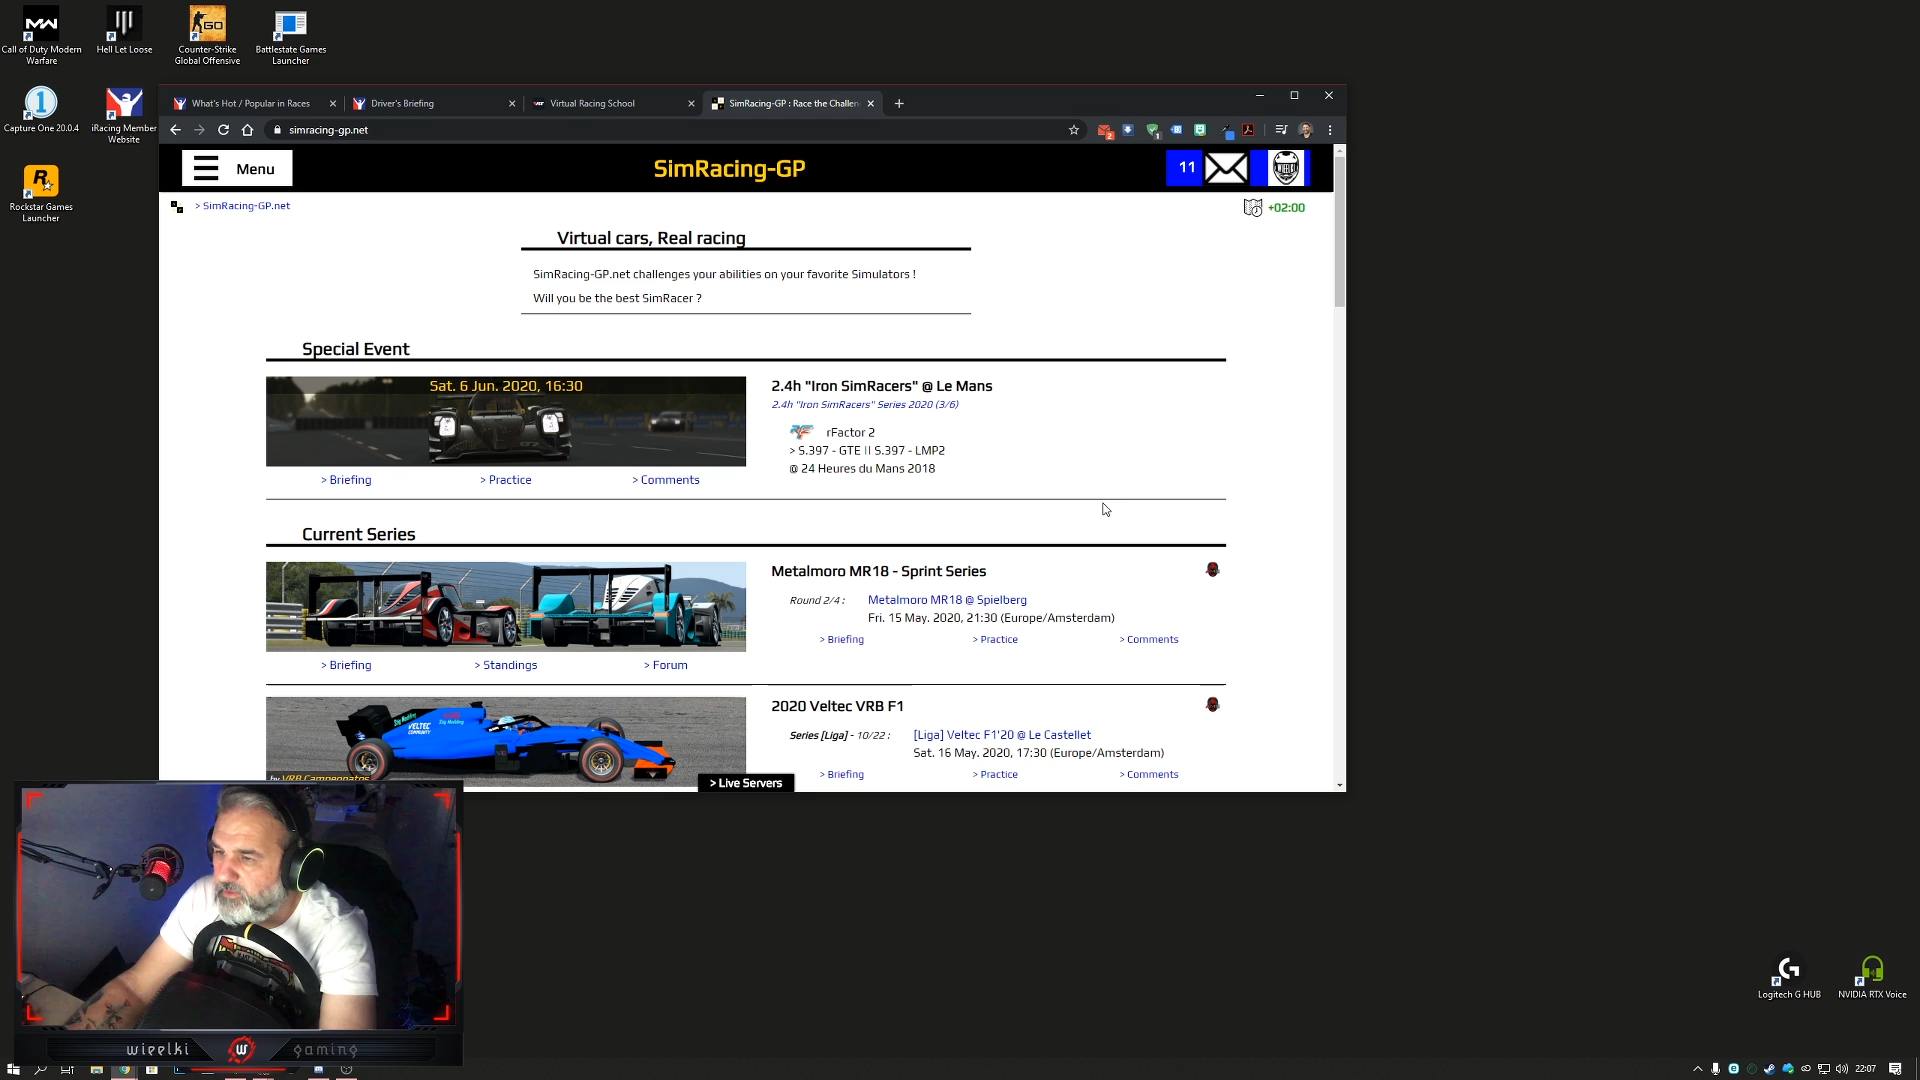 Call of Duty Modern Warfare
Hell Let Loose
Counter-Strike Global Offensive
Battlestate Games Launcher
Capture One 20.0.4
iRacing Member Website
Rockstar Games Launcher
What's Hot / Popular in Races
Driver's Briefing
Virtual Racing School
SimRacing-GP : Race the Challen
simracing-gp.net
Menu
SimRacing-GP
11
> SimRacing-GP.net
+02:00
Virtual cars, Real racing
SimRacing-GP.net challenges your abilities on your favorite Simulators !
Will you be the best SimRacer ?
Special Event
Sat. 6 Jun. 2020, 16:30
2.4h "Iron SimRacers" @ Le Mans
2.4h "Iron SimRacers" Series 2020 (3/6)
rFactor 2
> S.397 - GTE || S.397 - LMP2
@ 24 Heures du Mans 2018
> Briefing > Practice > Comments
Current Series
Metalmoro MR18 - Sprint Series
Round 2/4 : Metalmoro MR18 @ Spielberg
Fri. 15 May. 2020, 21:30 (Europe/Amsterdam)
> Briefing > Practice > Comments
> Briefing > Standings > Forum
2020 Veltec VRB F1
Series [Liga] - 10/22 : [Liga] Veltec F1'20 @ Le Castellet
Sat. 16 May. 2020, 17:30 (Europe/Amsterdam)
> Briefing > Practice > Comments
VELTEC
COMMUNITY
by VRB Campeonatos
> Live Servers
wieelki gaming
Logitech G HUB
NVIDIA RTX Voice
22:07